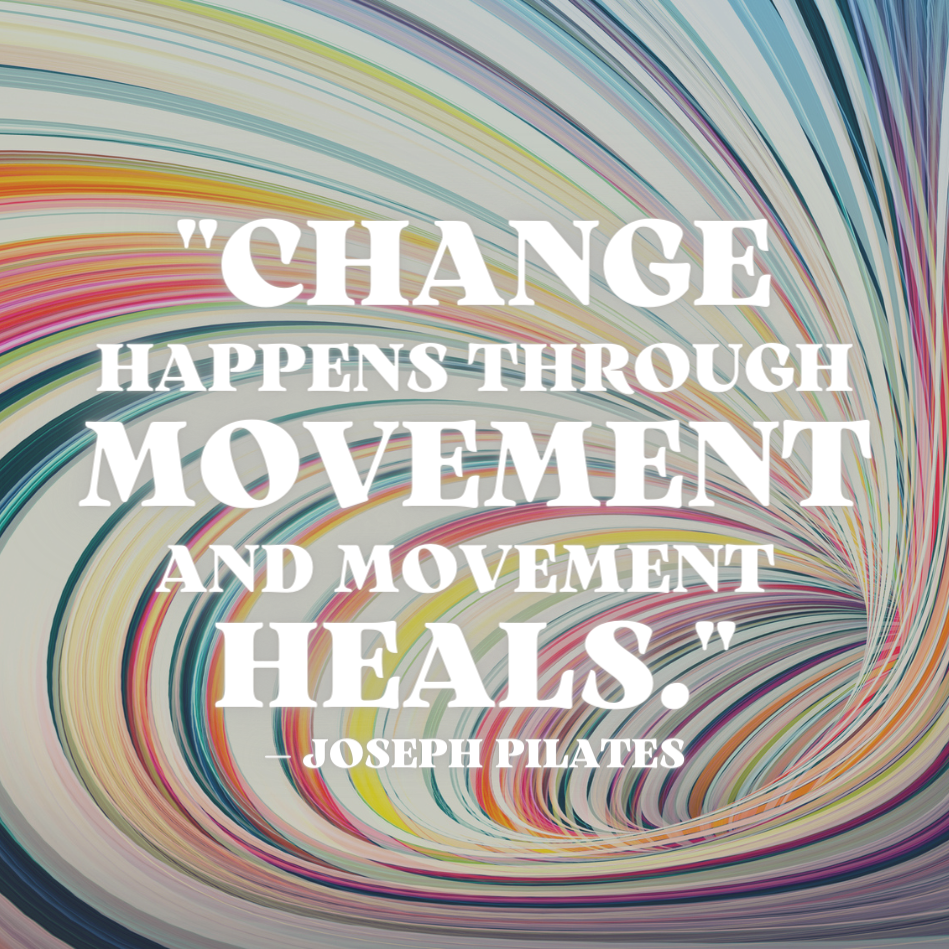 "CHANGE
HAPPENS THROUGH
MOVEMENT
AND MOVEMENT
HEALS."
– JOSEPH PILATES